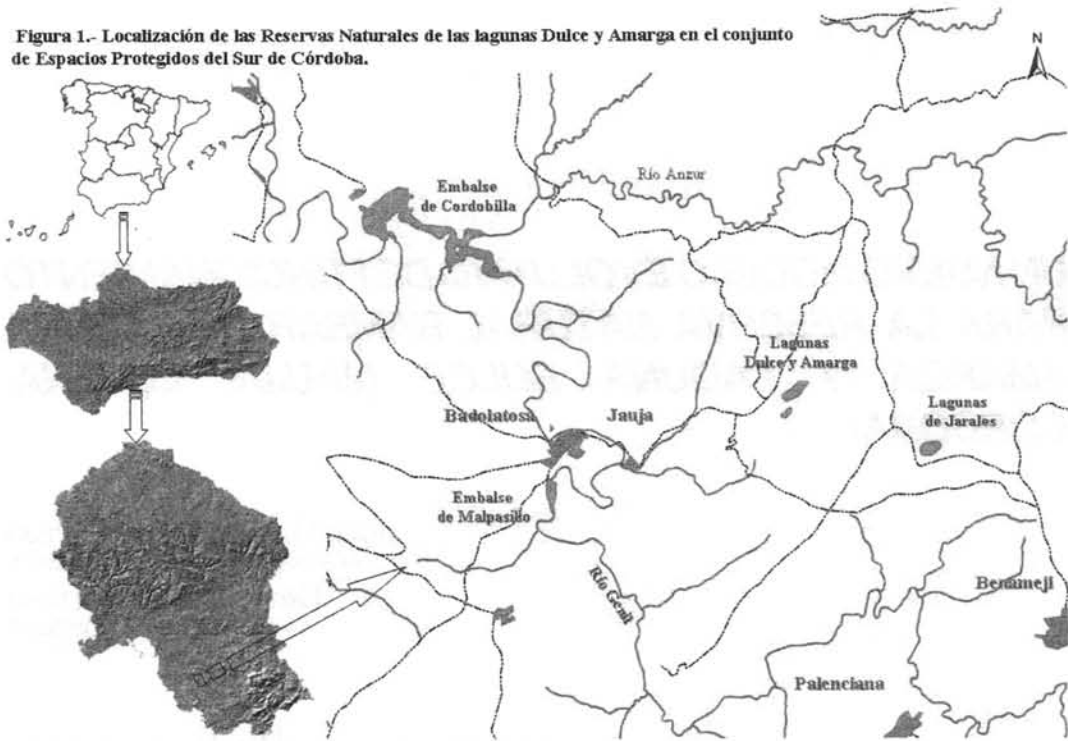 Figura 1.- Localización de las Reservas Naturales de las lagunas Dulce y Amarga en el conjunto
de Espacios Protegidos del Sur de Córdoba.
N
Río Anzur
Embalse
de Cordobilla
Lagunas
Dulce y Amarga
Badolatosa
Jauja
Lagunas
de Jarales
Embalse
de Malpasillo
Río Genil
Benamejí
Palenciana